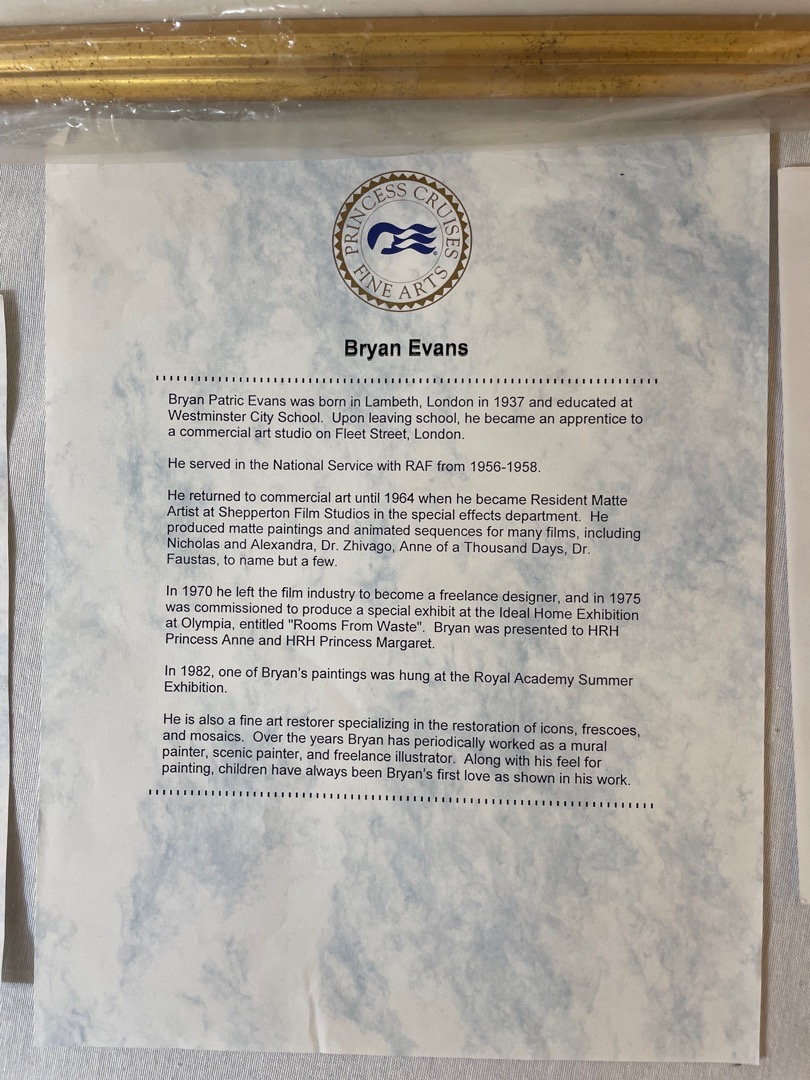 PRINCESS CRUISES
FINE ARTS
®
Bryan Evans
Bryan Patric Evans was born in Lambeth, London in 1937 and educated at
Westminster City School. Upon leaving school, he became an apprentice to
a commercial art studio on Fleet Street, London.
He served in the National Service with RAF from 1956-1958.
He returned to commercial art until 1964 when he became Resident Matte
Artist at Shepperton Film Studios in the special effects department. He
produced matte paintings and animated sequences for many films, including
Nicholas and Alexandra, Dr. Zhivago, Anne of a Thousand Days, Dr.
Faustas, to name but a few.
In 1970 he left the film industry to become a freelance designer, and in 1975
was commissioned to produce a special exhibit at the Ideal Home Exhibition
at Olympia, entitled "Rooms From Waste". Bryan was presented to HRH
Princess Anne and HRH Princess Margaret.
In 1982, one of Bryan's paintings was hung at the Royal Academy Summer
Exhibition.
He is also a fine art restorer specializing in the restoration of icons, frescoes,
and mosaics. Over the years Bryan has periodically worked as a mural
painter, scenic painter, and freelance illustrator. Along with his feel for
painting, children have always been Bryan's first love as shown in his work.